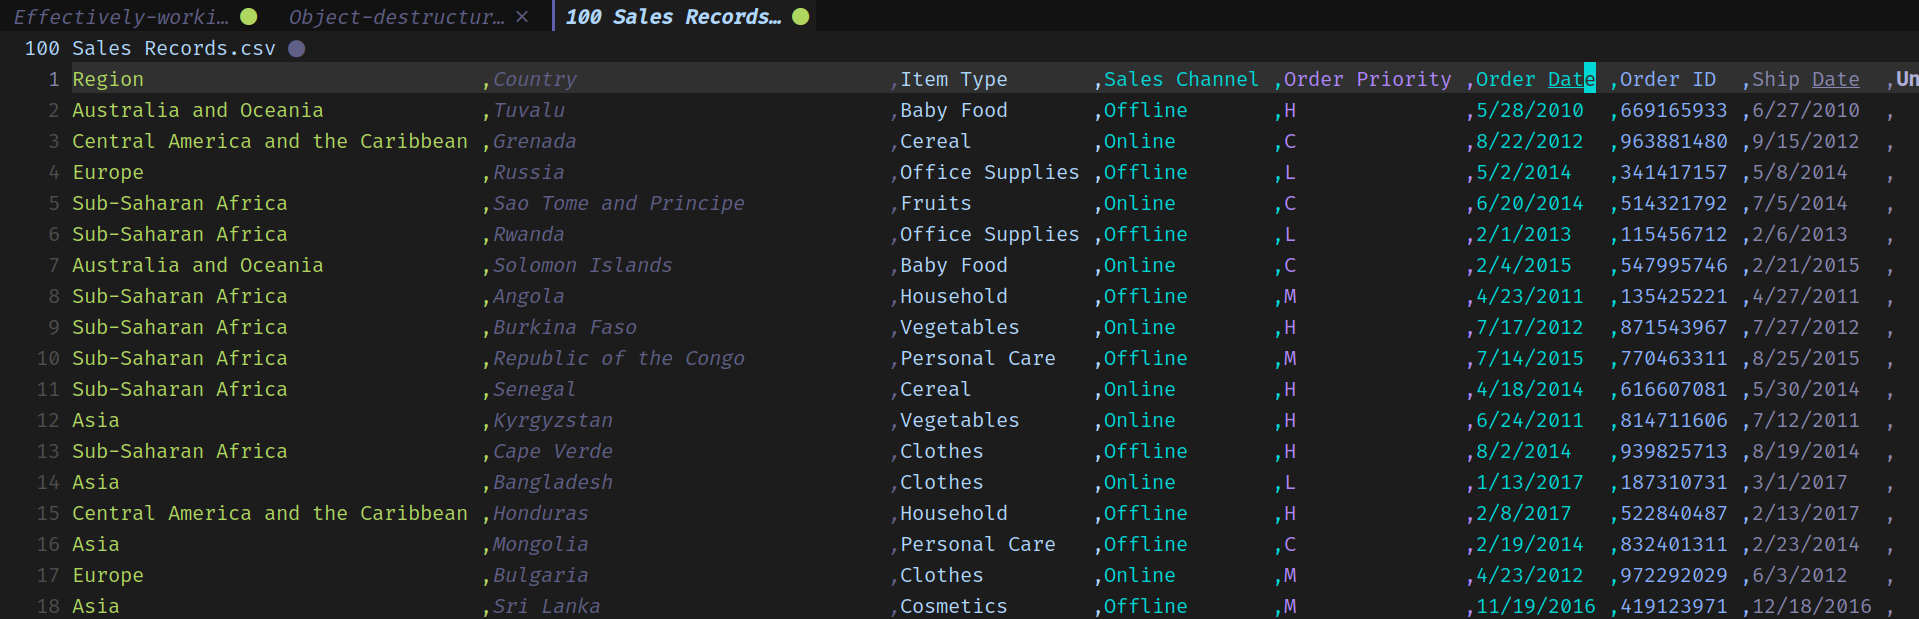 Effectively-worki… Object-destructur… × 100 Sales Records…
100 Sales Records.csv
1 Region ,Country ,Item Type ,Sales Channel ,Order Priority ,Order Date ,Order ID ,Ship Date ,Un
2 Australia and Oceania ,Tuvalu ,Baby Food ,Offline ,H ,5/28/2010 ,669165933 ,6/27/2010 ,
3 Central America and the Caribbean ,Grenada ,Cereal ,Online ,C ,8/22/2012 ,963881480 ,9/15/2012 ,
4 Europe ,Russia ,Office Supplies ,Offline ,L ,5/2/2014 ,341417157 ,5/8/2014 ,
5 Sub-Saharan Africa ,Sao Tome and Principe ,Fruits ,Online ,C ,6/20/2014 ,514321792 ,7/5/2014 ,
6 Sub-Saharan Africa ,Rwanda ,Office Supplies ,Offline ,L ,2/1/2013 ,115456712 ,2/6/2013 ,
7 Australia and Oceania ,Solomon Islands ,Baby Food ,Online ,C ,2/4/2015 ,547995746 ,2/21/2015 ,
8 Sub-Saharan Africa ,Angola ,Household ,Offline ,M ,4/23/2011 ,135425221 ,4/27/2011 ,
9 Sub-Saharan Africa ,Burkina Faso ,Vegetables ,Online ,H ,7/17/2012 ,871543967 ,7/27/2012 ,
10 Sub-Saharan Africa ,Republic of the Congo ,Personal Care ,Offline ,M ,7/14/2015 ,770463311 ,8/25/2015 ,
11 Sub-Saharan Africa ,Senegal ,Cereal ,Online ,H ,4/18/2014 ,616607081 ,5/30/2014 ,
12 Asia ,Kyrgyzstan ,Vegetables ,Online ,H ,6/24/2011 ,814711606 ,7/12/2011 ,
13 Sub-Saharan Africa ,Cape Verde ,Clothes ,Offline ,H ,8/2/2014 ,939825713 ,8/19/2014 ,
14 Asia ,Bangladesh ,Clothes ,Online ,L ,1/13/2017 ,187310731 ,3/1/2017 ,
15 Central America and the Caribbean ,Honduras ,Household ,Offline ,H ,2/8/2017 ,522840487 ,2/13/2017 ,
16 Asia ,Mongolia ,Personal Care ,Offline ,C ,2/19/2014 ,832401311 ,2/23/2014 ,
17 Europe ,Bulgaria ,Clothes ,Online ,M ,4/23/2012 ,972292029 ,6/3/2012 ,
18 Asia ,Sri Lanka ,Cosmetics ,Offline ,M ,11/19/2016 ,419123971 ,12/18/2016 ,